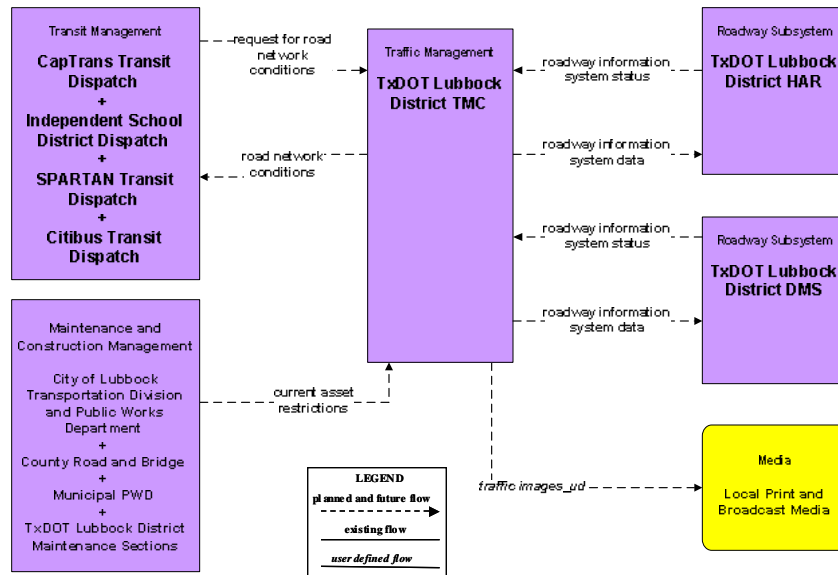 Transit Management
CapTrans Transit
Dispatch
+
Independent School
District Dispatch
+
SPARTAN Transit
Dispatch
+
Citibus Transit
Dispatch
request for road
network
conditions
road network
conditions
Traffic Management
TxDOT Lubbock
District TMC
roadway information
system status
roadway information
system data
Roadway Subsystem
TxDOT Lubbock
District HAR
roadway information
system status
roadway information
system data
Roadway Subsystem
TxDOT Lubbock
District DMS
Maintenance and
Construction Management
City of Lubbock
Transportation Division
and Public Works
Department
+
County Road and Bridge
+
Municipal PWD
+
TxDOT Lubbock District
Maintenance Sections
current asset
restrictions
LEGEND
planned and future flow
existing flow
user defined flow
traffic images_ud
Media
Local Print and
Broadcast Media